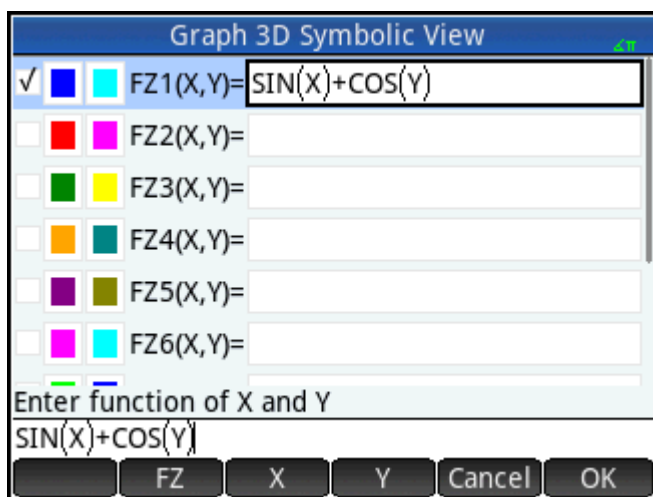 Graph 3D Symbolic View ∡π
✓ FZ1(X,Y)= SIN(X)+COS(Y)
FZ2(X,Y)=
FZ3(X,Y)=
FZ4(X,Y)=
FZ5(X,Y)=
FZ6(X,Y)=
Enter function of X and Y
SIN(X)+COS(Y)
FZ X Y Cancel OK